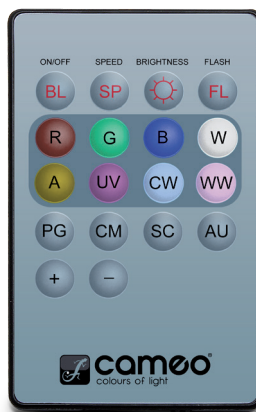 ON/OFF SPEED BRIGHTNESS FLASH
BL SP FL
R G B W
A UV CW WW
PG CM SC AU
+ −
cameo®
colours of light